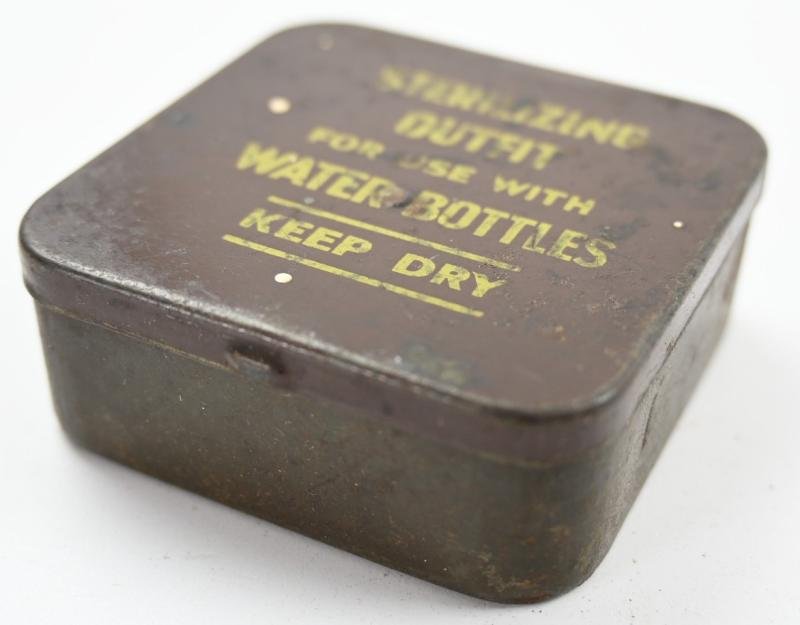 STERILIZING
OUTFIT
FOR USE WITH
WATER BOTTLES
KEEP DRY